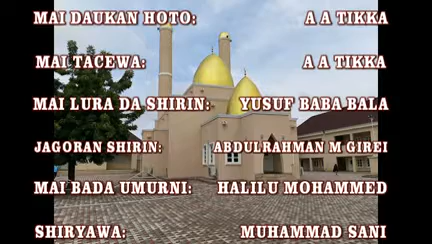 MAI DAUKAN HOTO: A A TIKKA
MAI TACEWA: A A TIKKA
MAI LURA DA SHIRIN: YUSUF BABA BALA
JAGORAN SHIRIN: ABDULRAHMAN M GIREI
MAI BADA UMURNI: HALILU MOHAMMED
SHIRYAWA: MUHAMMAD SANI